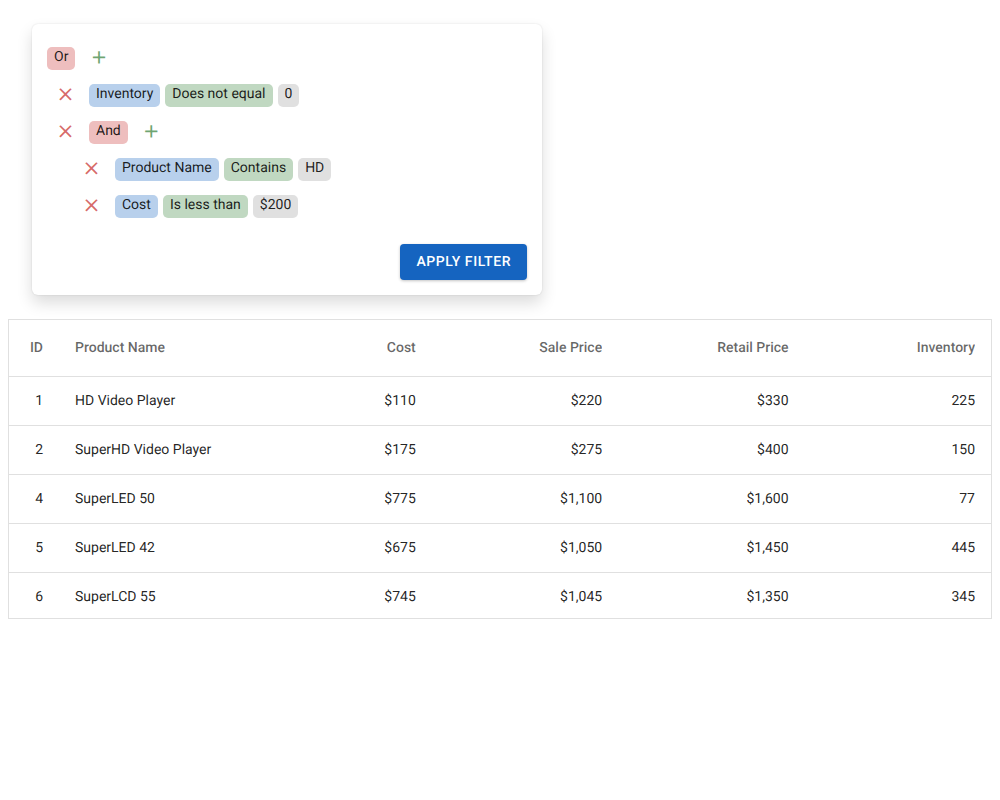 Or
Inventory Does not equal 0
And
Product Name Contains HD
Cost Is less than $200
APPLY FILTER
ID Product Name Cost Sale Price Retail Price Inventory
1 HD Video Player $110 $220 $330 225
2 SuperHD Video Player $175 $275 $400 150
4 SuperLED 50 $775 $1,100 $1,600 77
5 SuperLED 42 $675 $1,050 $1,450 445
6 SuperLCD 55 $745 $1,045 $1,350 345